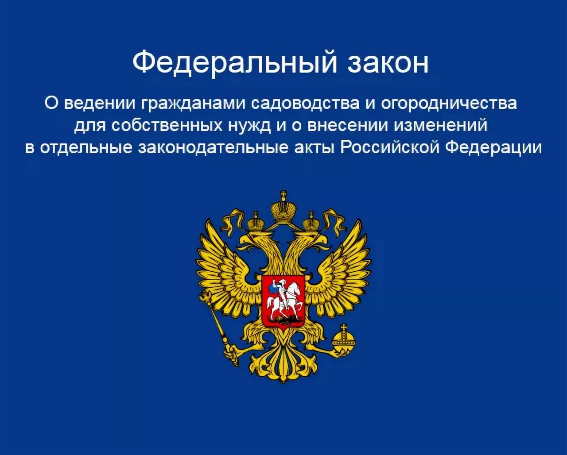 Федеральный закон
О ведении гражданами садоводства и огородничества
для собственных нужд и о внесении изменений
в отдельные законодательные акты Российской Федерации